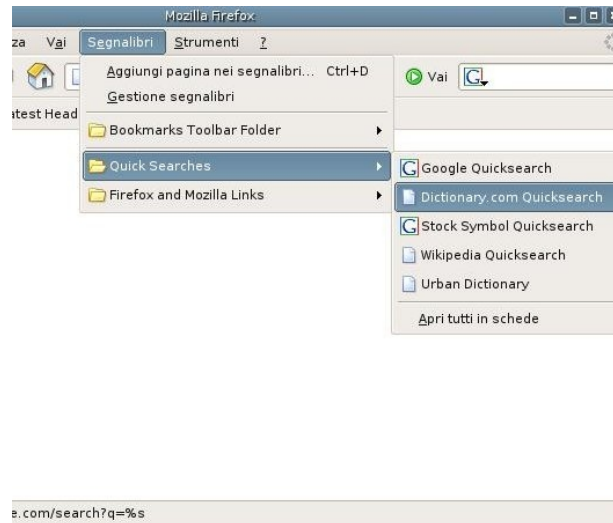 Mozilla Firefox
za Vai Segnalibri Strumenti ?
Aggiungi pagina nei segnalibri... Ctrl+D
Vai G
Gestione segnalibri
atest Head
Bookmarks Toolbar Folder
Quick Searches
Firefox and Mozilla Links
G Google Quicksearch
Dictionary.com Quicksearch
G Stock Symbol Quicksearch
Wikipedia Quicksearch
Urban Dictionary
Apri tutti in schede
e.com/search?q=%s